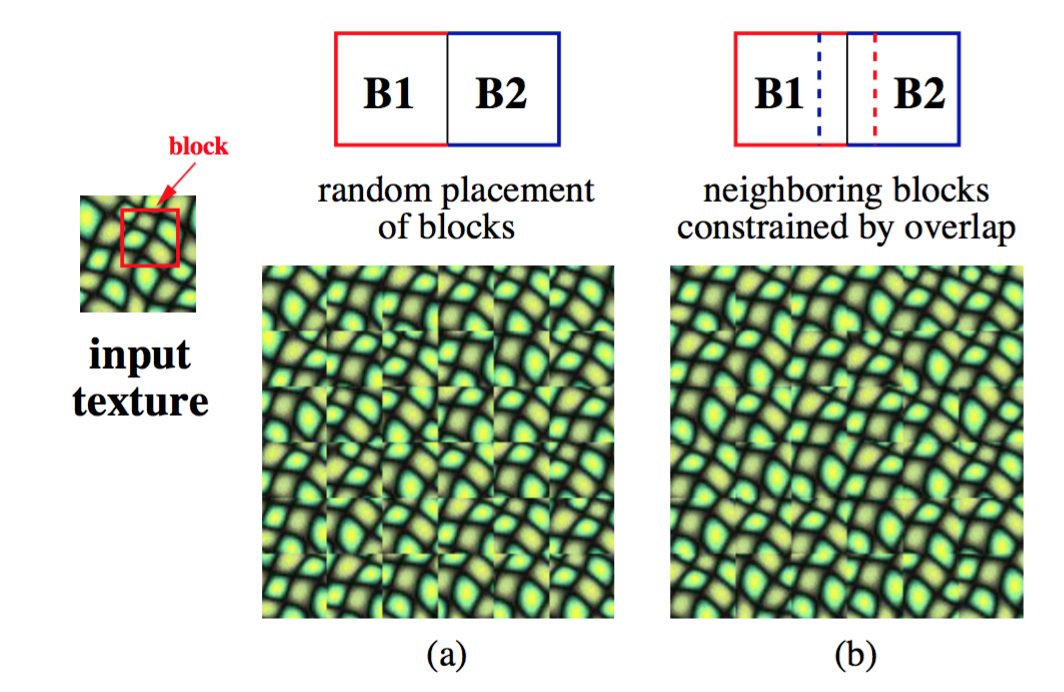 block
input
texture
B1 B2
random placement
of blocks
(a)
B1 B2
neighboring blocks
constrained by overlap
(b)